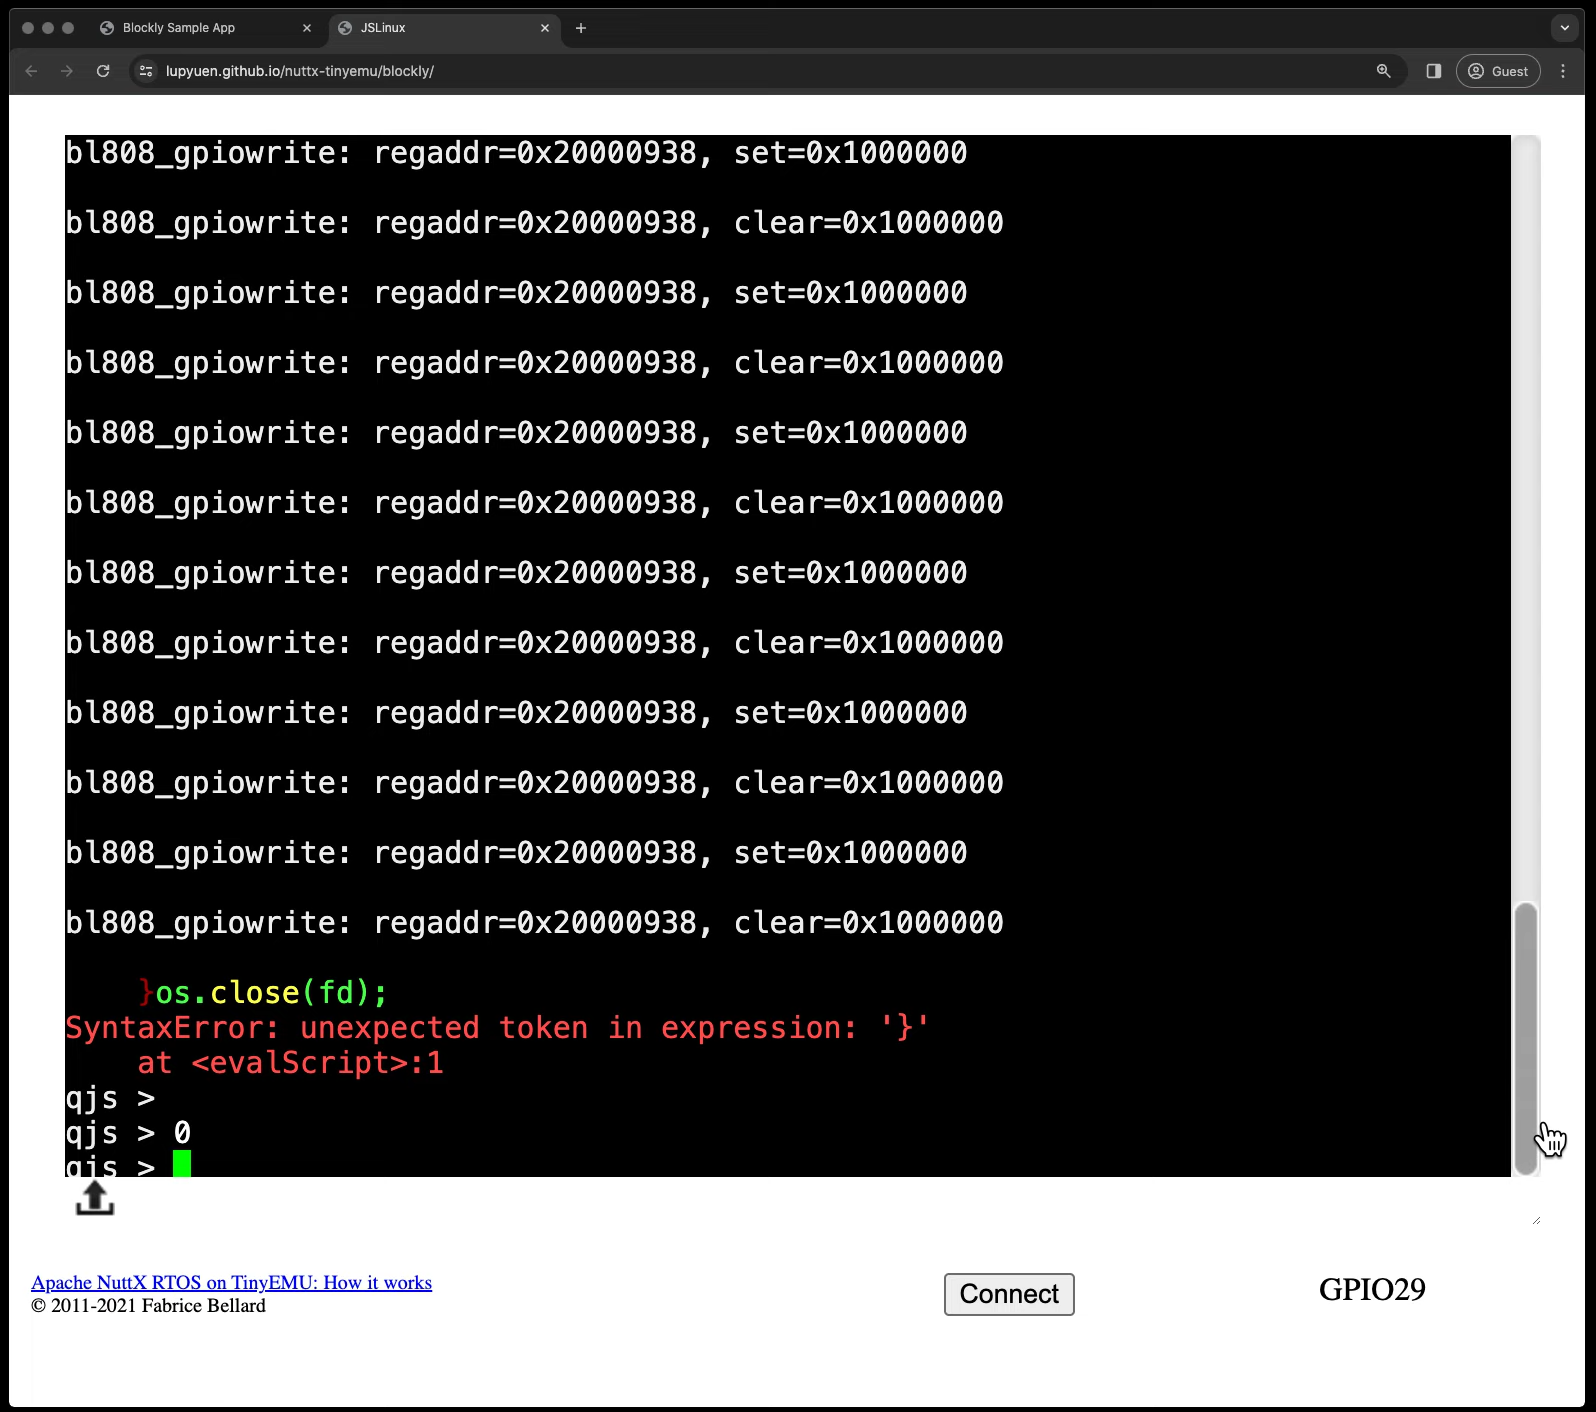 Blockly Sample App
JSLinux
lupyuen.github.io/nuttx-tinyemu/blockly/
Guest
bl808_gpiowrite: regaddr=0x20000938, set=0x1000000
bl808_gpiowrite: regaddr=0x20000938, clear=0x1000000
bl808_gpiowrite: regaddr=0x20000938, set=0x1000000
bl808_gpiowrite: regaddr=0x20000938, clear=0x1000000
bl808_gpiowrite: regaddr=0x20000938, set=0x1000000
bl808_gpiowrite: regaddr=0x20000938, clear=0x1000000
bl808_gpiowrite: regaddr=0x20000938, set=0x1000000
bl808_gpiowrite: regaddr=0x20000938, clear=0x1000000
bl808_gpiowrite: regaddr=0x20000938, set=0x1000000
bl808_gpiowrite: regaddr=0x20000938, clear=0x1000000
bl808_gpiowrite: regaddr=0x20000938, set=0x1000000
bl808_gpiowrite: regaddr=0x20000938, clear=0x1000000
}os.close(fd);
SyntaxError: unexpected token in expression: '}'
at <evalScript>:1
qjs >
qjs > 0
qjs >
Apache NuttX RTOS on TinyEMU: How it works
© 2011-2021 Fabrice Bellard
Connect
GPIO29